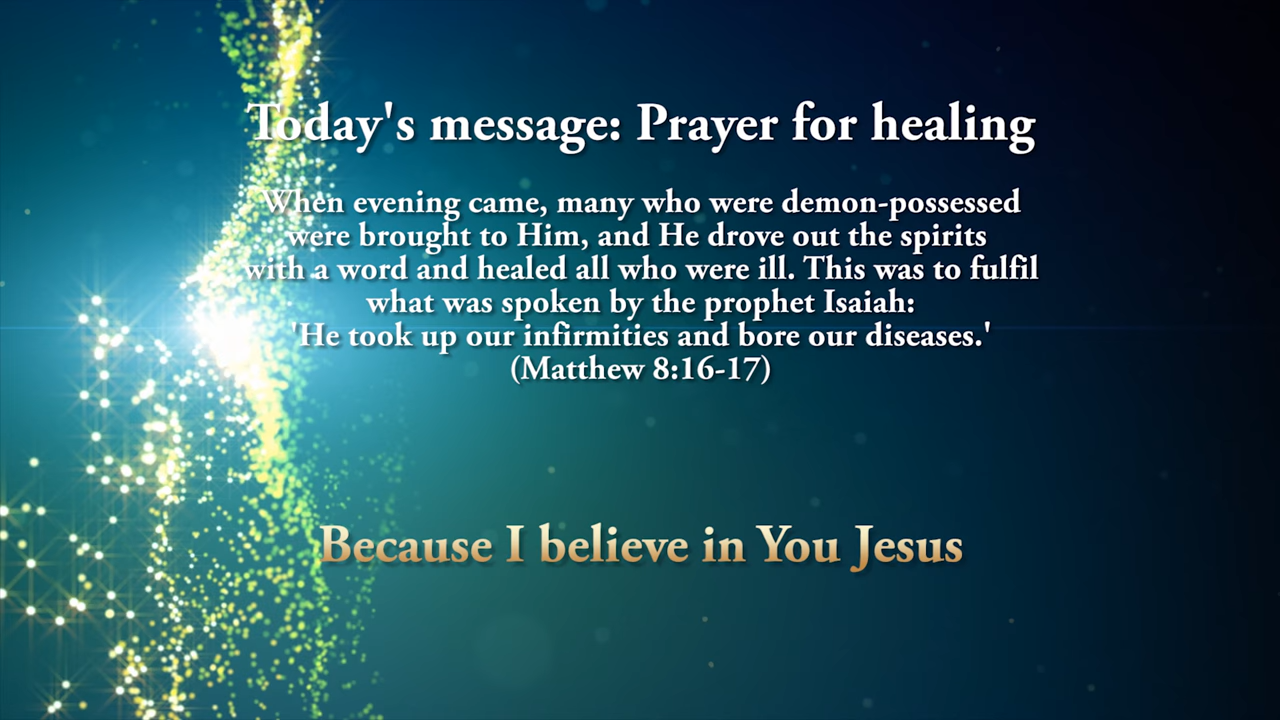 Today's message: Prayer for healing
When evening came, many who were demon-possessed
were brought to Him, and He drove out the spirits
with a word and healed all who were ill. This was to fulfil
what was spoken by the prophet Isaiah:
'He took up our infirmities and bore our diseases.'
(Matthew 8:16-17)
Because I believe in You Jesus